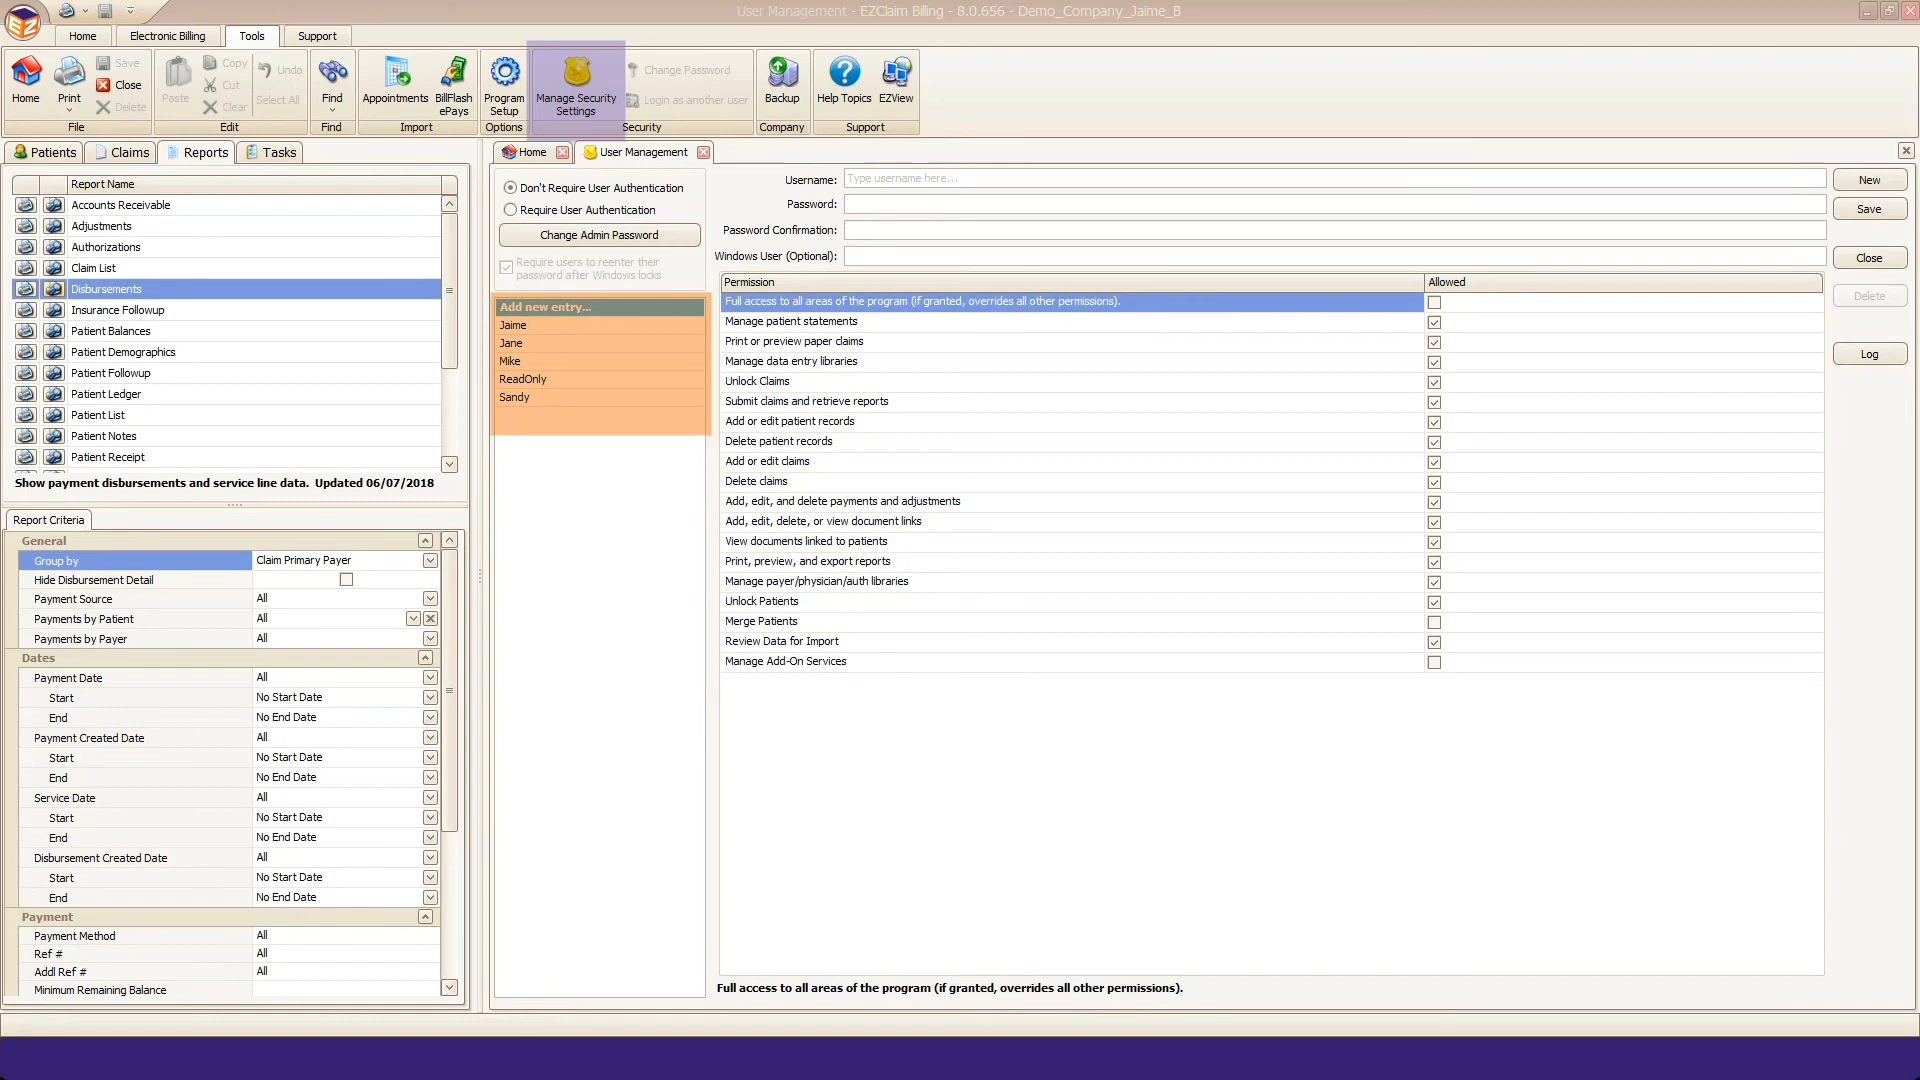 User Management - EZClaim Billing - 8.0.656 - Demo_Company_Jaime_B
EZ
Home
Electronic Billing
Tools
Support
Home
Print
Save
Close
Delete
File
Paste
Copy
Cut
Clear
Undo
Select All
Edit
Find
Find
Appointments
BillFlash
ePays
Import
Program
Setup
Options
Manage Security
Settings
Change Password
Login as another user
Security
Backup
Company
Help Topics
EZView
Support
Patients
Claims
Reports
Tasks
Report Name
Accounts Receivable
Adjustments
Authorizations
Claim List
Disbursements
Insurance Followup
Patient Balances
Patient Demographics
Patient Followup
Patient Ledger
Patient List
Patient Notes
Patient Receipt
Show payment disbursements and service line data.  Updated 06/07/2018
Report Criteria
General
Group by Claim Primary Payer
Hide Disbursement Detail
Payment Source All
Payments by Patient All
Payments by Payer All
Dates
Payment Date All
Start No Start Date
End No End Date
Payment Created Date All
Start No Start Date
End No End Date
Service Date All
Start No Start Date
End No End Date
Disbursement Created Date All
Start No Start Date
End No End Date
Payment
Payment Method All
Ref # All
Addl Ref # All
Minimum Remaining Balance
Home
User Management
Don't Require User Authentication
Require User Authentication
Change Admin Password
Require users to reenter their
password after Windows locks
Add new entry...
Jaime
Jane
Mike
ReadOnly
Sandy
Username: Type username here...
Password:
Password Confirmation:
Windows User (Optional):
New
Save
Close
Delete
Log
Permission Allowed
Full access to all areas of the program (if granted, overrides all other permissions).
Manage patient statements
Print or preview paper claims
Manage data entry libraries
Unlock Claims
Submit claims and retrieve reports
Add or edit patient records
Delete patient records
Add or edit claims
Delete claims
Add, edit, and delete payments and adjustments
Add, edit, delete, or view document links
View documents linked to patients
Print, preview, and export reports
Manage payer/physician/auth libraries
Unlock Patients
Merge Patients
Review Data for Import
Manage Add-On Services
Full access to all areas of the program (if granted, overrides all other permissions).